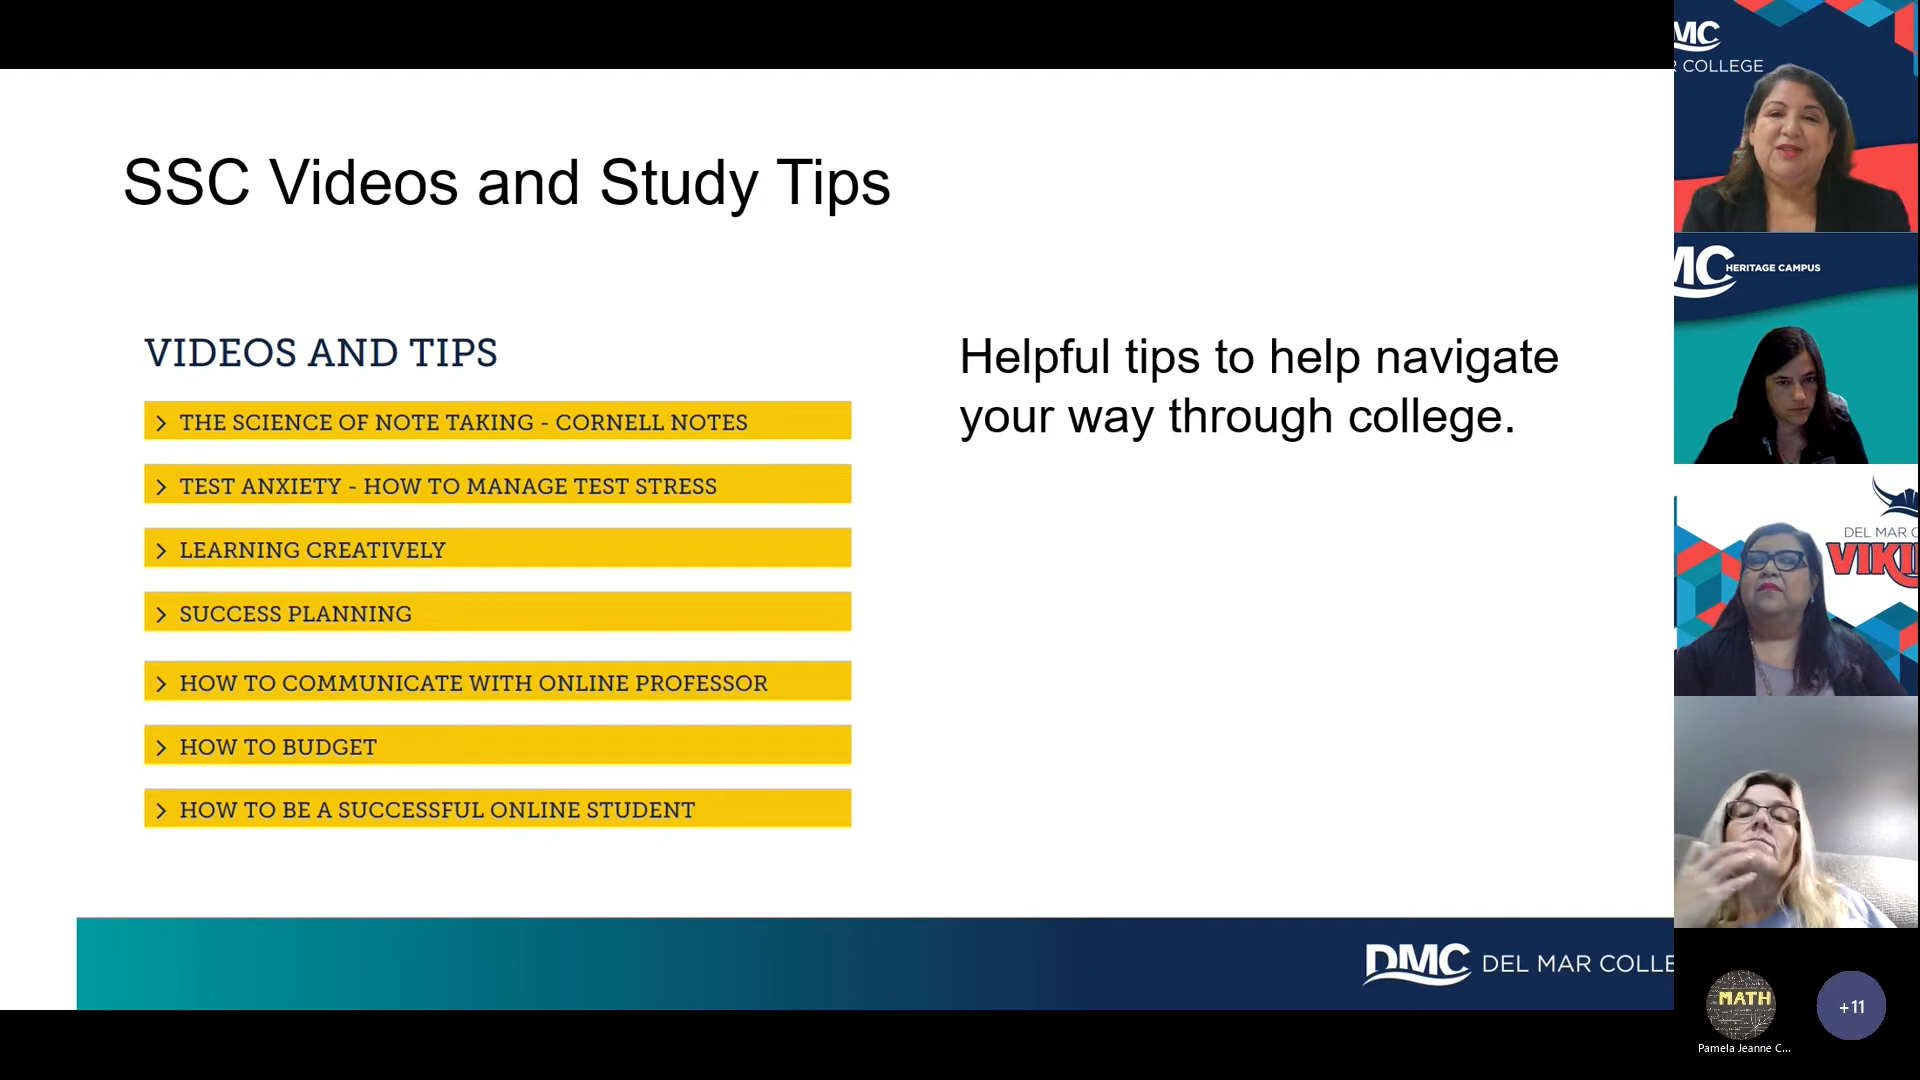 SSC Videos and Study Tips
VIDEOS AND TIPS
> THE SCIENCE OF NOTE TAKING - CORNELL NOTES
> TEST ANXIETY - HOW TO MANAGE TEST STRESS
> LEARNING CREATIVELY
> SUCCESS PLANNING
> HOW TO COMMUNICATE WITH ONLINE PROFESSOR
> HOW TO BUDGET
> HOW TO BE A SUCCESSFUL ONLINE STUDENT
Helpful tips to help navigate
your way through college.
DMC DEL MAR COLLE
MC
R COLLEGE
MC HERITAGE CAMPUS
DEL MAR C
VIKI
MATH
+11
Pamela Jeanne C...